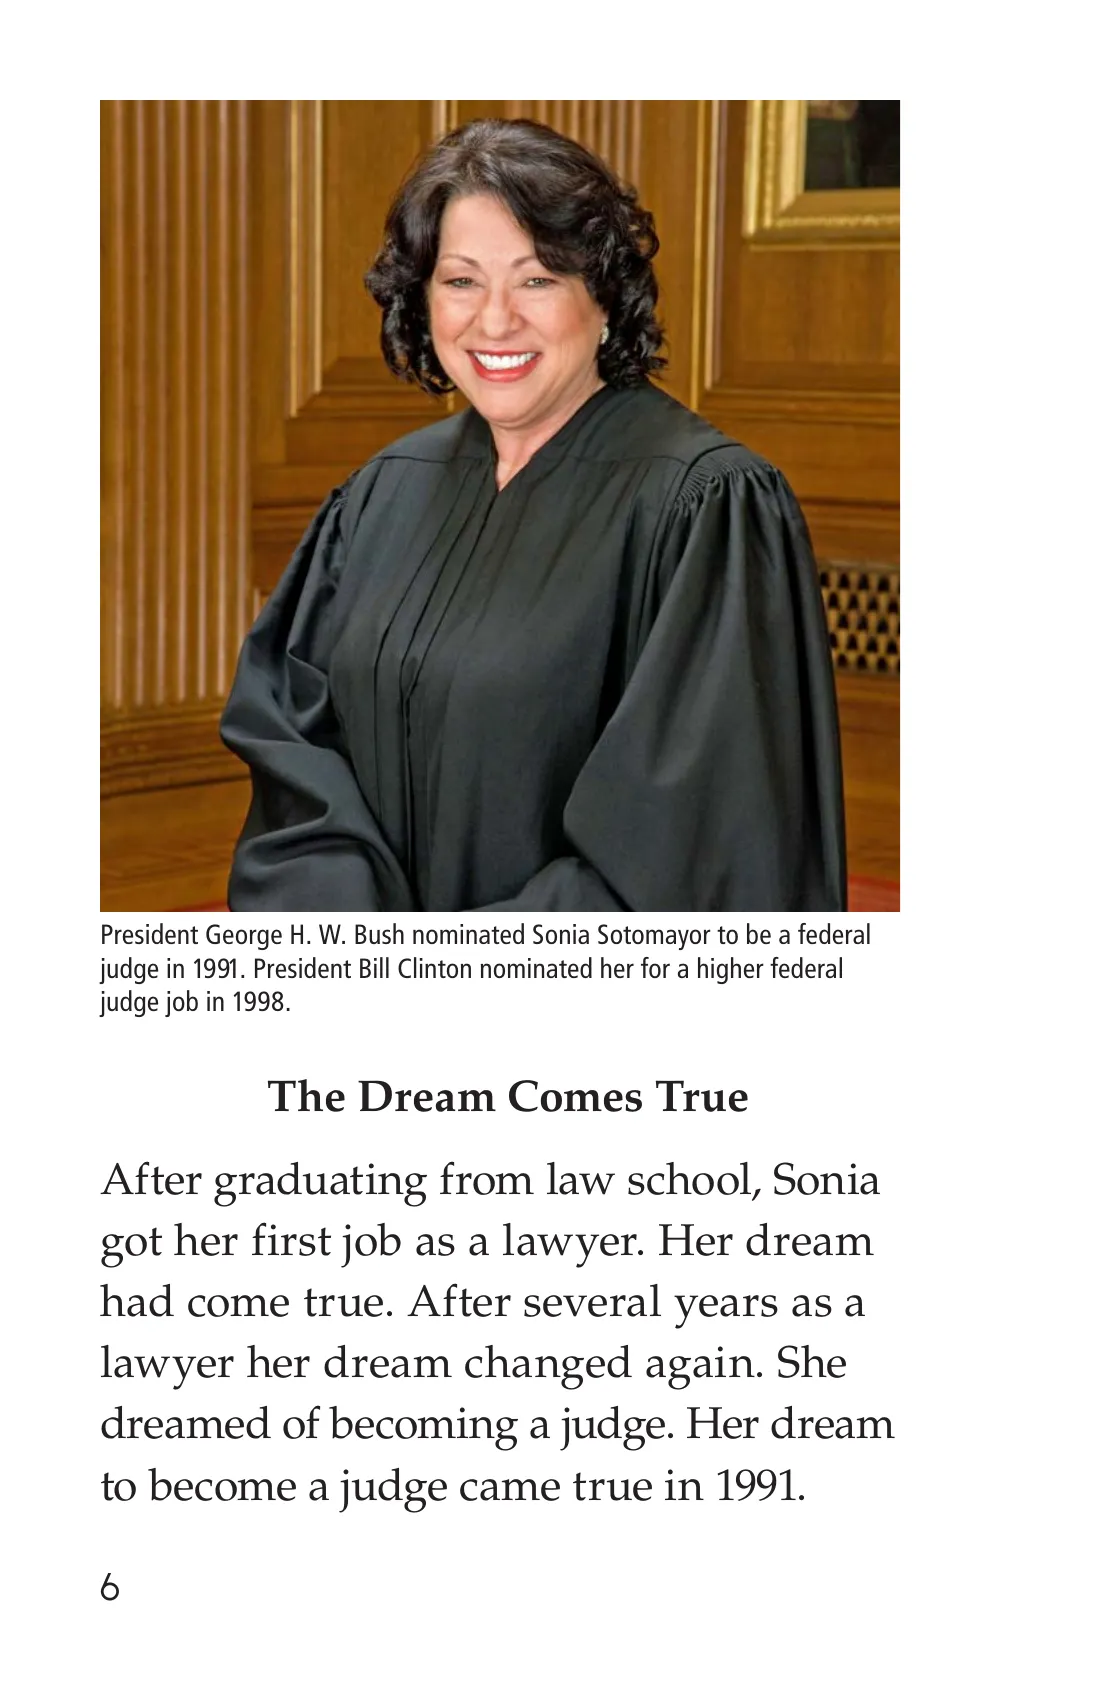 President George H. W. Bush nominated Sonia Sotomayor to be a federal
judge in 1991. President Bill Clinton nominated her for a higher federal
judge job in 1998.
The Dream Comes True
After graduating from law school, Sonia
got her first job as a lawyer. Her dream
had come true. After several years as a
lawyer her dream changed again. She
dreamed of becoming a judge. Her dream
to become a judge came true in 1991.
6